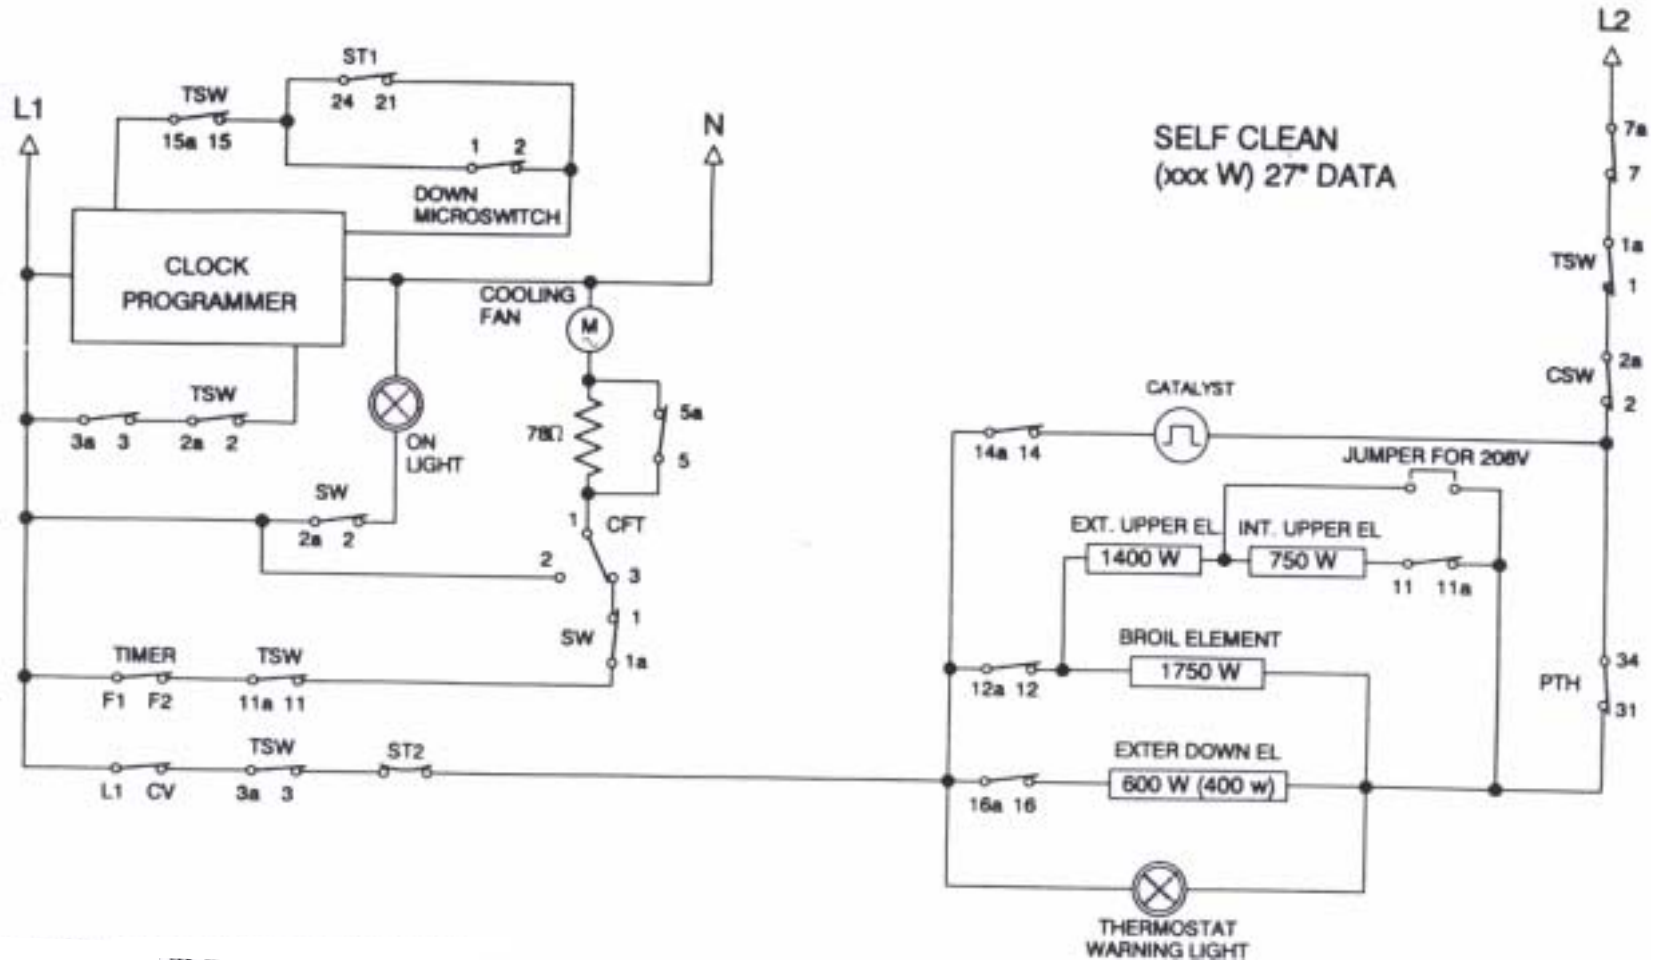 L2
ST1
24 21
TSW
15a 15
L1
1 2
DOWN
MICROSWITCH
N
SELF CLEAN
(xxx W) 27" DATA
7a
7
1a
TSW
1
CLOCK
PROGRAMMER
COOLING
FAN
M
2a
CSW
2
TSW
3a 3 2a 2
ON
LIGHT
78Ω
5a
5
CATALYST
14a 14
JUMPER FOR 208V
SW
2a 2
1
CFT
2
3
EXT. UPPER EL
INT. UPPER EL
1400 W
750 W
11 11a
1
SW
1a
TIMER
TSW
F1 F2
11a 11
BROIL ELEMENT
1750 W
12a 12
34
PTH
31
TSW
ST2
L1 CV
3a 3
EXTER DOWN EL
600 W (400 w)
16a 16
THERMOSTAT
WARNING LIGHT